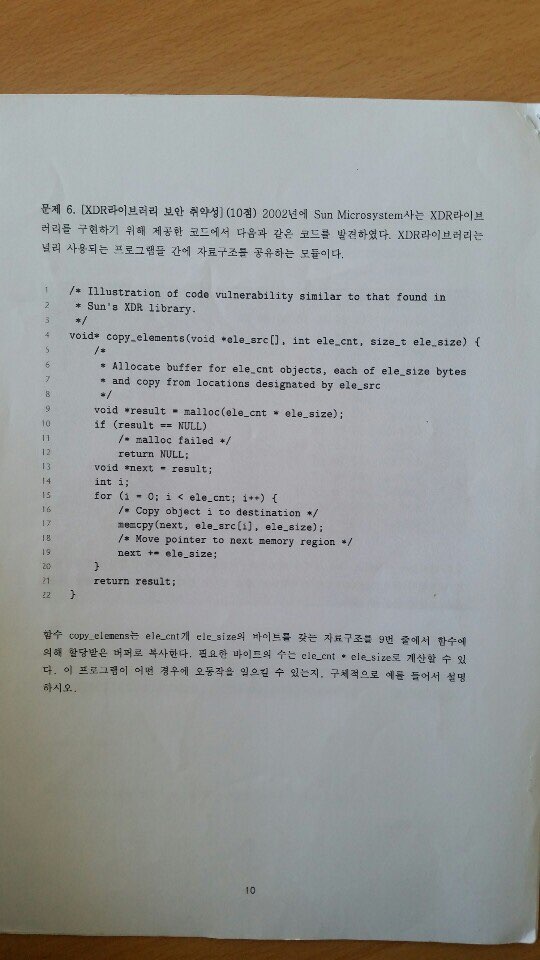 문제 6. [XDR라이브러리 보안 취약성](10점) 2002년에 Sun Microsystem사는 XDR라이브
러리를 구현하기 위해 제공한 코드에서 다음과 같은 코드를 발견하였다. XDR라이브러리는
널리 사용되는 프로그램들 간에 자료구조를 공유하는 모듈이다.
1 /* Illustration of code vulnerability similar to that found in
2 * Sun's XDR library.
3 */
4 void* copy_elements(void *ele_src[], int ele_cnt, size_t ele_size) {
5 /*
6 * Allocate buffer for ele_cnt objects, each of ele_size bytes
7 * and copy from locations designated by ele_src
8 */
9 void *result = malloc(ele_cnt * ele_size);
10 if (result == NULL)
11 /* malloc failed */
12 return NULL;
13 void *next = result;
14 int i;
15 for (i = 0; i < ele_cnt; i++) {
16 /* Copy object i to destination */
17 memcpy(next, ele_src[i], ele_size);
18 /* Move pointer to next memory region */
19 next += ele_size;
20 }
21 return result;
22 }
함수 copy_elemens는 ele_cnt개 ele_size의 바이트를 갖는 자료구조를 9번 줄에서 함수에
의해 할당받은 버퍼로 복사한다. 필요한 바이트의 수는 ele_cnt * ele_size로 계산할 수 있
다. 이 프로그램이 어떤 경우에 오동작을 일으킬 수 있는지, 구체적으로 예를 들어서 설명
하시오.
10